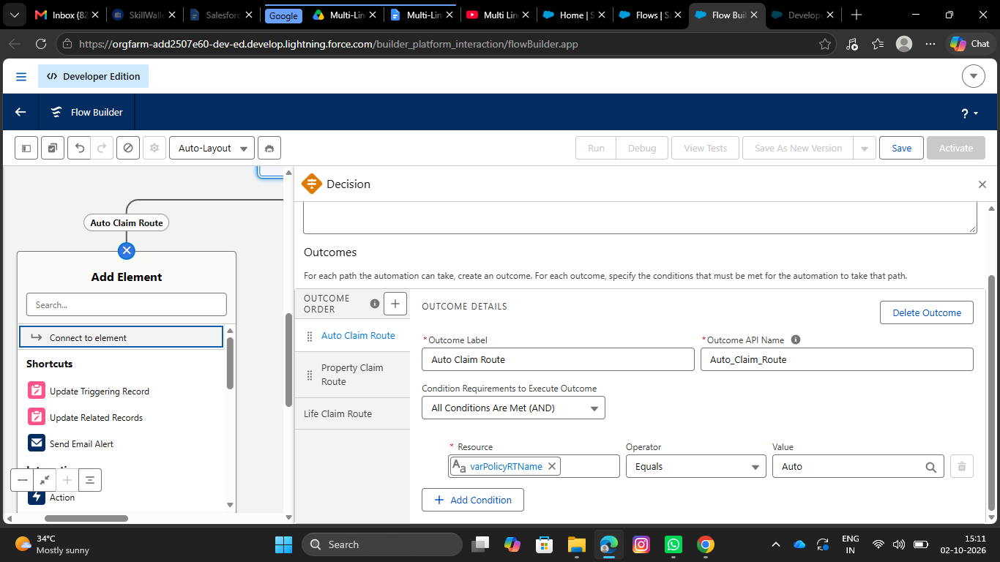 Inbox (82
SkillWalle
Salesforc
Google
Multi-Lin
Multi-Lin
Multi Lin
Home | S
Flows | Sa
Flow Buil
Develope
https://orgfarm-add2507e60-dev-ed.develop.lightning.force.com/builder_platform_interaction/flowBuilder.app
Chat
</> Developer Edition
Flow Builder
?
Auto-Layout
Run
Debug
View Tests
Save As New Version
Save
Activate
Auto Claim Route
Add Element
Search...
Connect to element
Shortcuts
Update Triggering Record
Update Related Records
Send Email Alert
Action
Decision
Outcomes
For each path the automation can take, create an outcome. For each outcome, specify the conditions that must be met for the automation to take that path.
OUTCOME
ORDER
Auto Claim Route
Property Claim
Route
Life Claim Route
OUTCOME DETAILS
Delete Outcome
*Outcome Label
*Outcome API Name
Auto Claim Route
Auto_Claim_Route
Condition Requirements to Execute Outcome
All Conditions Are Met (AND)
* Resource
Operator
Value
Aa varPolicyRTName
Equals
Auto
+ Add Condition
34°C
Mostly sunny
Search
ENG
IN
15:11
02-10-2026